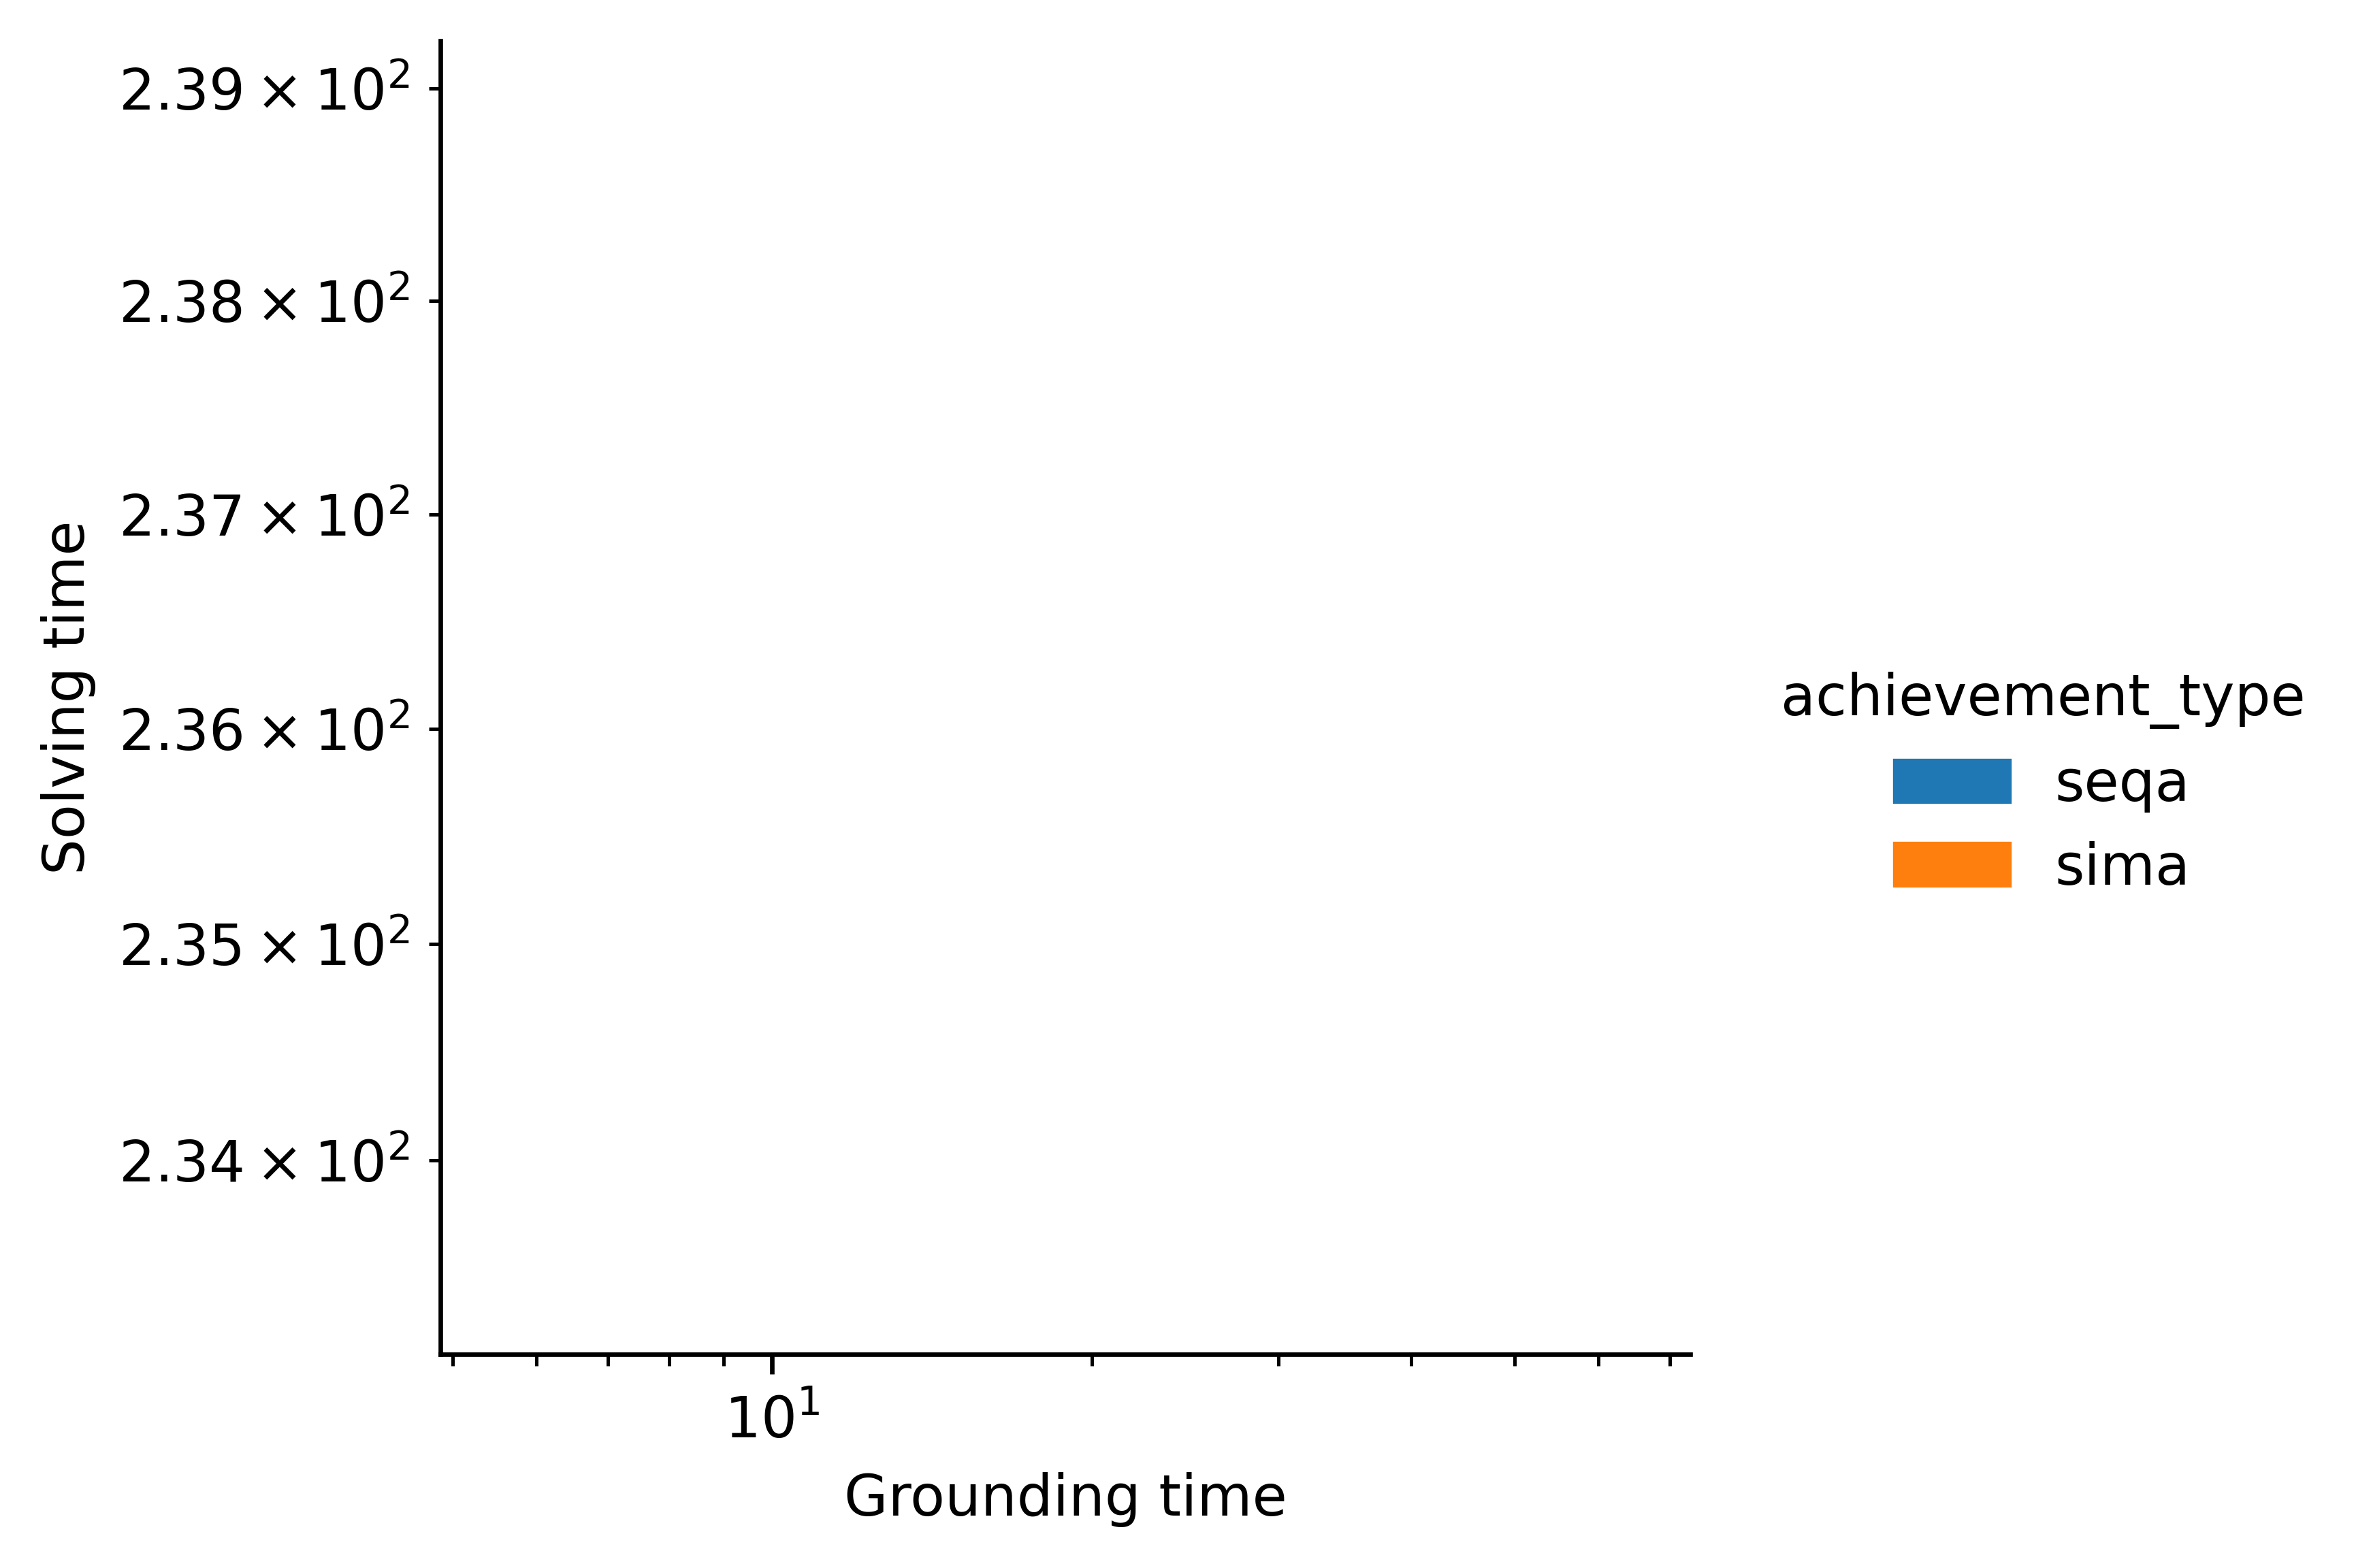 Solving time
2.39 × 10²
2.38 × 10²
2.37 × 10²
2.36 × 10²
2.35 × 10²
2.34 × 10²
10¹
Grounding time
achievement_type
seqa
sima